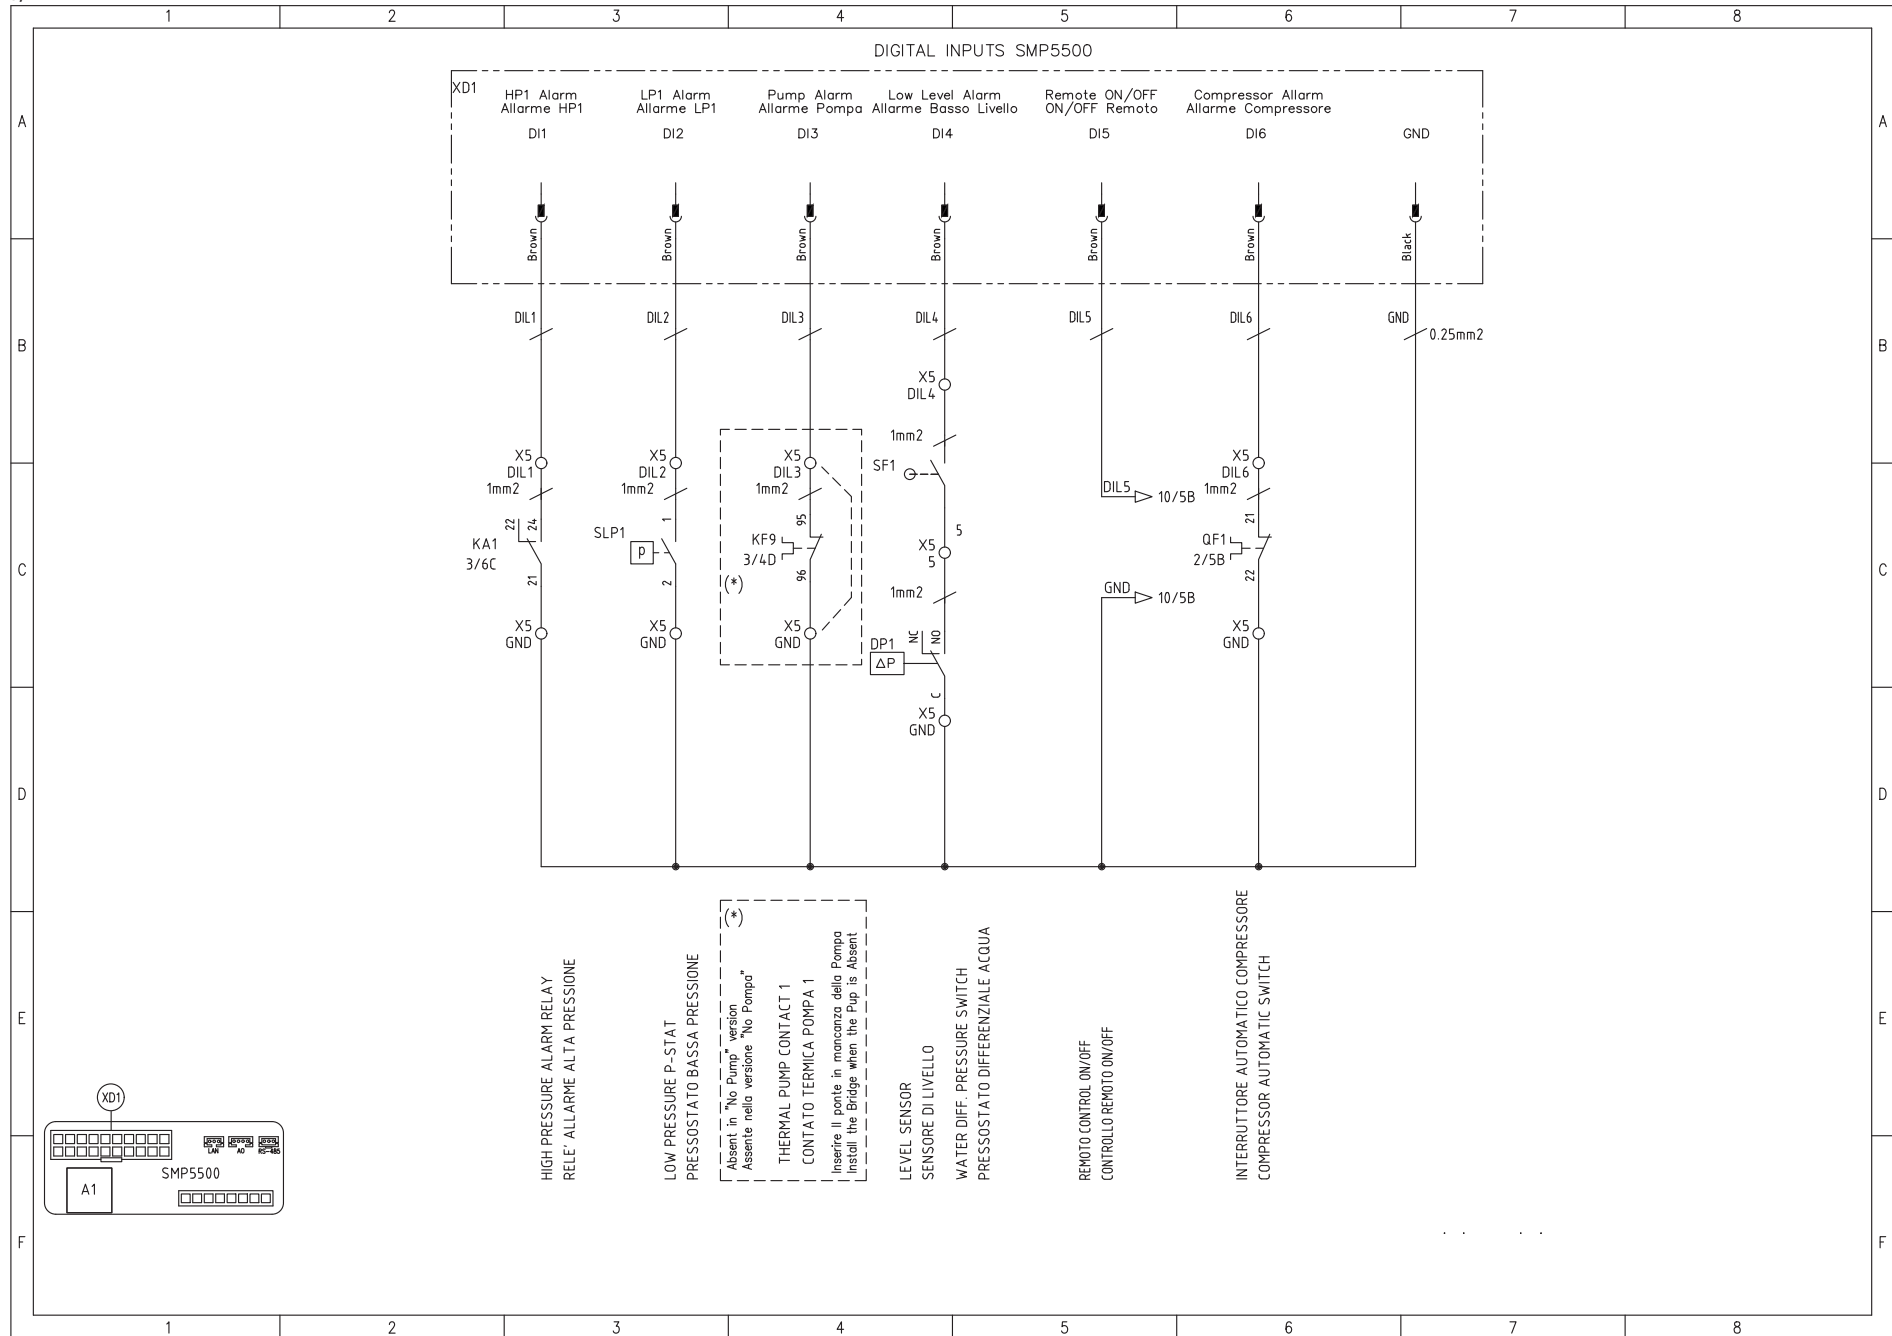 1 2 3 4 5 6 7 8
DIGITAL INPUTS SMP5500
XD1
HP1 Alarm
Allarme HP1
DI1
LP1 Alarm
Allarme LP1
DI2
Pump Alarm
Allarme Pompa
DI3
Low Level Alarm
Allarme Basso Livello
DI4
Remote ON/OFF
ON/OFF Remoto
DI5
Compressor Allarm
Allarme Compressore
DI6
GND
A A
Brown Brown Brown Brown Brown Brown Black
DIL1 DIL2 DIL3 DIL4 DIL5 DIL6 GND
0.25mm2
B B
X5
DIL1
1mm2
22
24
KA1
3/6C
21
X5
GND
X5
DIL2
1mm2
1
SLP1
P
2
X5
GND
X5
DIL3
1mm2
95
KF9
3/4D
96
(*)
X5
GND
X5
DIL4
1mm2
SF1
5
X5
5
1mm2
NC
NO
DP1
ΔP
C
X5
GND
DIL5
10/5B
GND
10/5B
X5
DIL6
1mm2
21
QF1
2/5B
22
X5
GND
C C
D D
HIGH PRESSURE ALARM RELAY
RELE' ALLARME ALTA PRESSIONE
LOW PRESSURE P-STAT
PRESSOSTATO BASSA PRESSIONE
(*)
Absent in "No Pump" version
Assente nella versione "No Pompa"
THERMAL PUMP CONTACT 1
CONTATO TERMICA POMPA 1
Inserire Il ponte in mancanza della Pompa
Install the Bridge when the Pup is Absent
LEVEL SENSOR
SENSORE DI LIVELLO
WATER DIFF. PRESSURE SWITCH
PRESSOSTATO DIFFERENZIALE ACQUA
REMOTO CONTROL ON/OFF
CONTROLLO REMOTO ON/OFF
INTERRUTTORE AUTOMATICO COMPRESSORE
COMPRESSOR AUTOMATIC SWITCH
E E
XD1
LAN AO RS-485
SMP5500
A1
F F
1 2 3 4 5 6 7 8